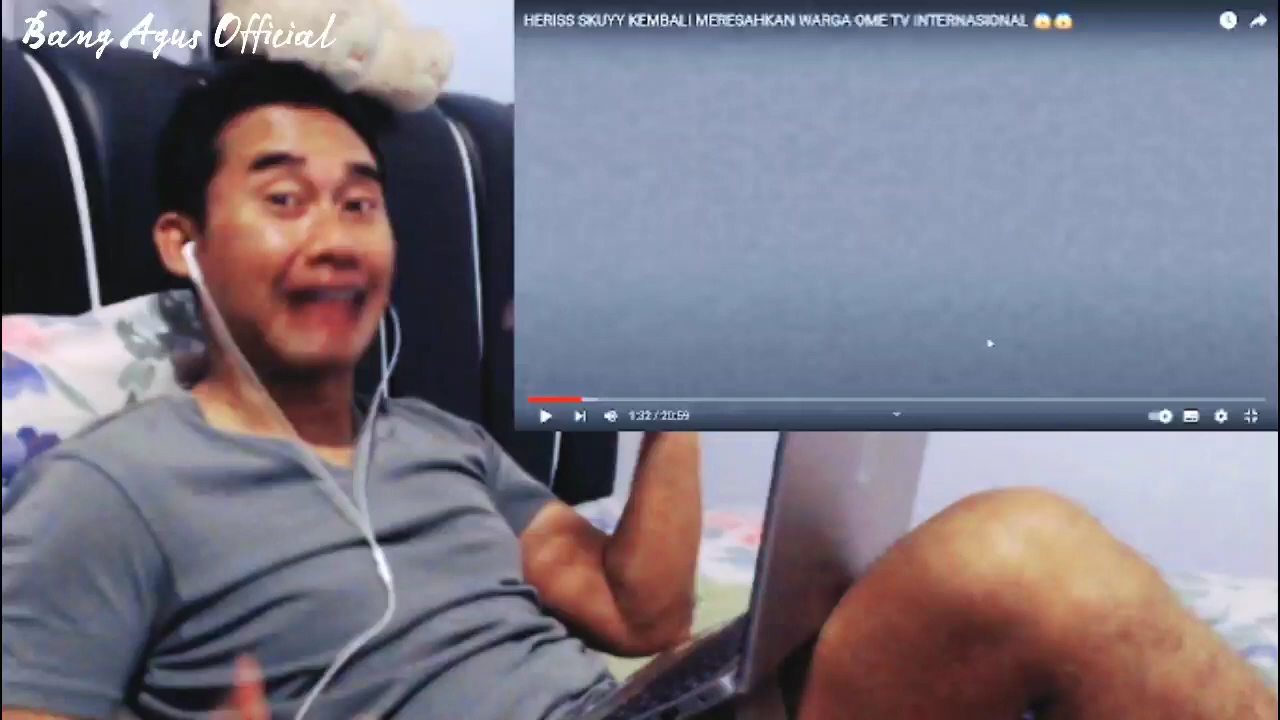 Bang Agus Official
HERISS SKUYY KEMBALI MERESAHKAN WARGA OME TV INTERNASIONAL 😱😱
1:32 / 20:59